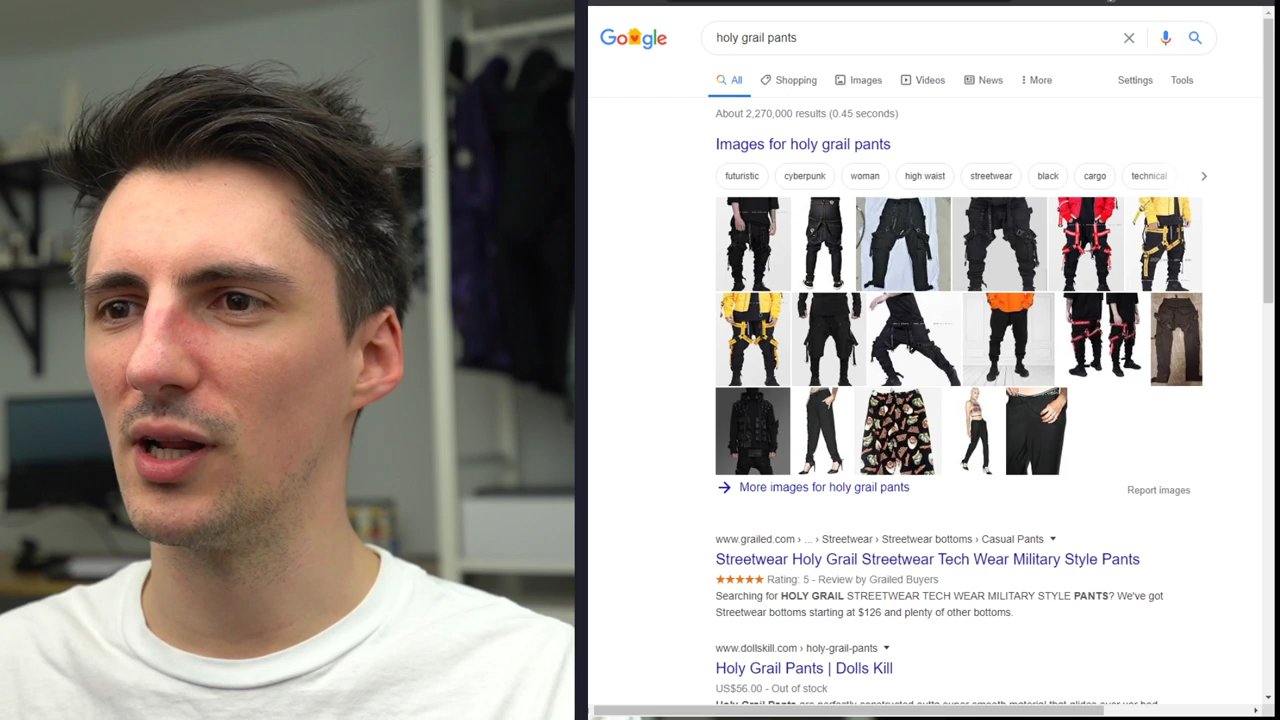 Google
holy grail pants
All Shopping Images Videos News More Settings Tools
About 2,270,000 results (0.45 seconds)
Images for holy grail pants
futuristic cyberpunk woman high waist streetwear black cargo technical
More images for holy grail pants
Report images
www.grailed.com › ... › Streetwear › Streetwear bottoms › Casual Pants
Streetwear Holy Grail Streetwear Tech Wear Military Style Pants
Rating: 5 - Review by Grailed Buyers
Searching for HOLY GRAIL STREETWEAR TECH WEAR MILITARY STYLE PANTS? We've got
Streetwear bottoms starting at $126 and plenty of other bottoms.
www.dollskill.com › holy-grail-pants
Holy Grail Pants | Dolls Kill
US$56.00 - Out of stock